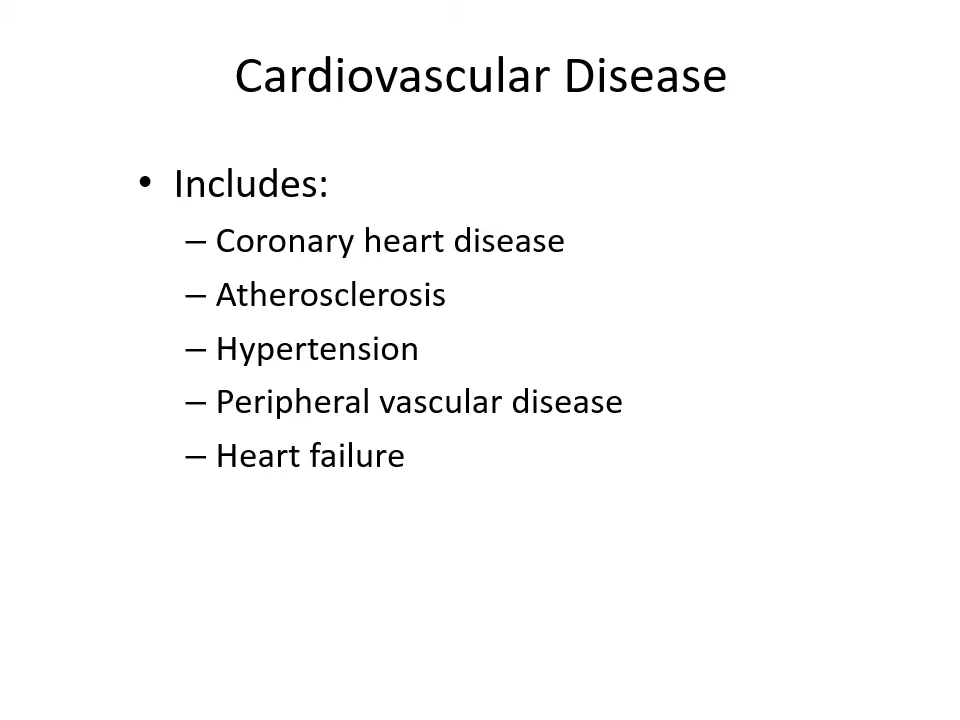 Cardiovascular Disease
• Includes:
– Coronary heart disease
– Atherosclerosis
– Hypertension
– Peripheral vascular disease
– Heart failure